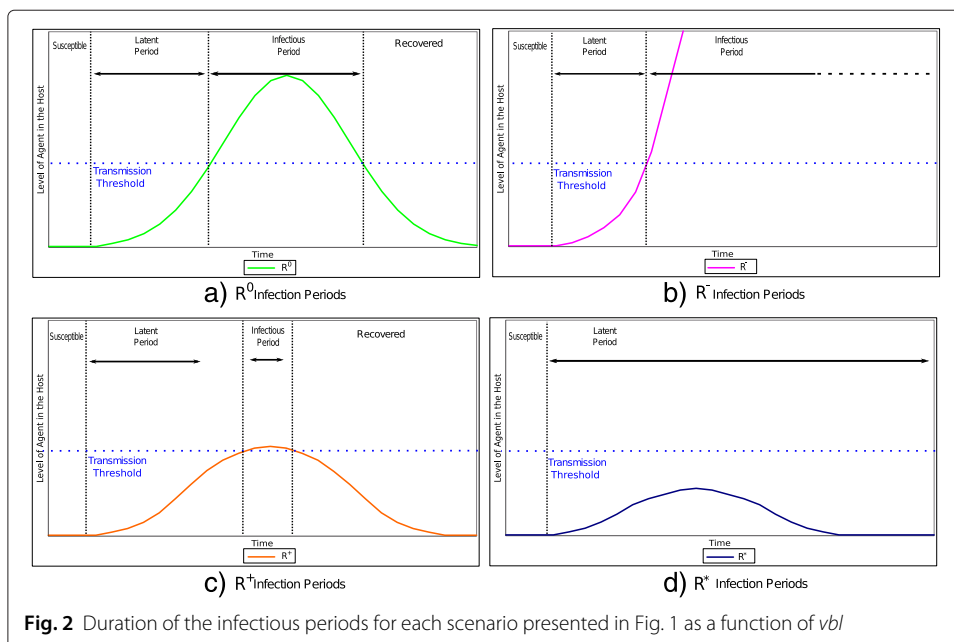 Susceptible
Latent
Period
Infectious
Period
Recovered
Level of Agent in the Host
Transmission
Threshold
Time
R⁰
a) R⁰ Infection Periods
Susceptible
Latent
Period
Infectious
Period
Level of Agent in the Host
Transmission
Threshold
Time
R⁻
b) R⁻ Infection Periods
Susceptible
Latent
Period
Infectious
Period
Recovered
Level of Agent in the Host
Transmission
Threshold
Time
R⁺
c) R⁺ Infection Periods
Susceptible
Latent
Period
Level of Agent in the Host
Transmission
Threshold
Time
R*
d) R* Infection Periods
Fig. 2 Duration of the infectious periods for each scenario presented in Fig. 1 as a function of vbl